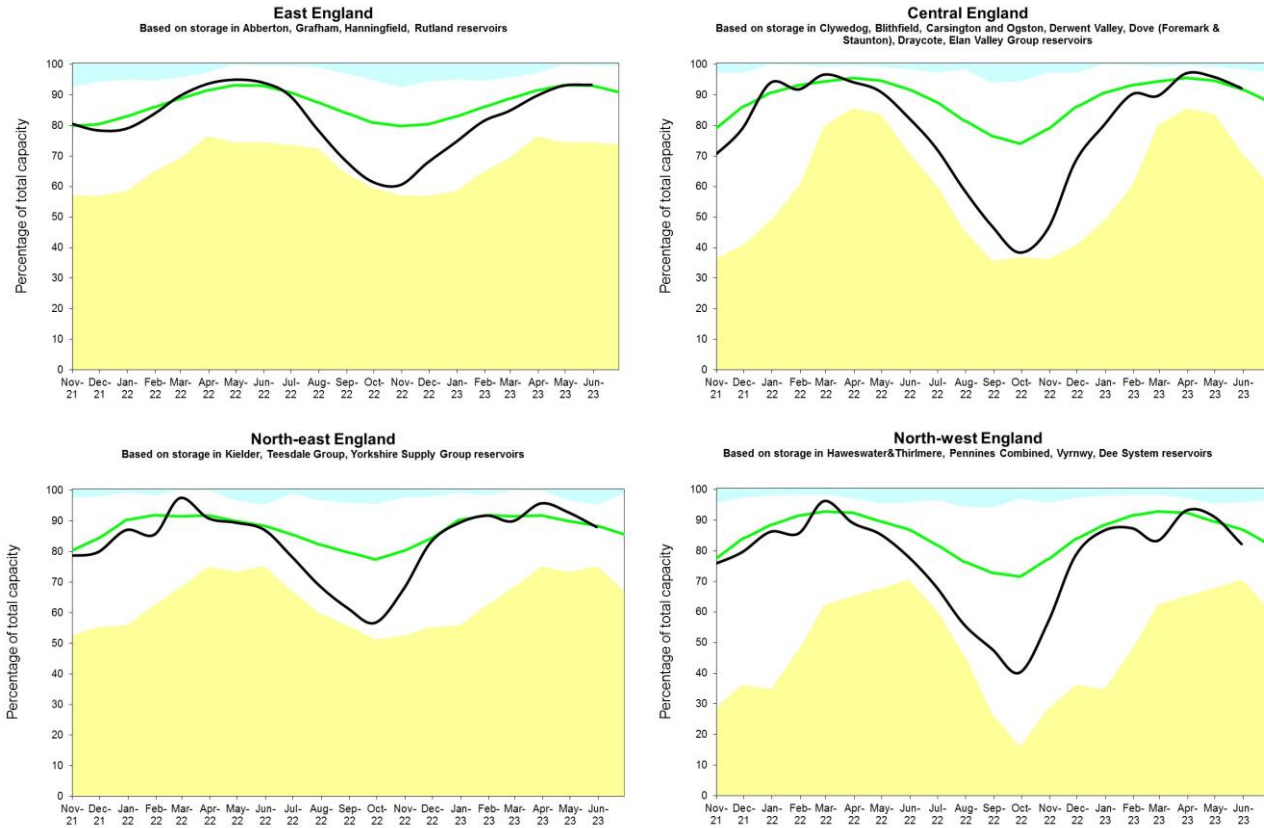 East England
Based on storage in Abberton, Grafham, Hanningfield, Rutland reservoirs
Percentage of total capacity
100
90
80
70
60
50
40
30
20
10
0
Nov- Dec- Jan- Feb- Mar- Apr- May- Jun- Jul- Aug- Sep- Oct- Nov- Dec- Jan- Feb- Mar- Apr- May- Jun-
21 21 22 22 22 22 22 22 22 22 22 22 22 22 23 23 23 23 23 23
Central England
Based on storage in Clywedog, Blithfield, Carsington and Ogston, Derwent Valley, Dove (Foremark &
Staunton), Draycote, Elan Valley Group reservoirs
Percentage of total capacity
100
90
80
70
60
50
40
30
20
10
0
Nov- Dec- Jan- Feb- Mar- Apr- May- Jun- Jul- Aug- Sep- Oct- Nov- Dec- Jan- Feb- Mar- Apr- May- Jun-
21 21 22 22 22 22 22 22 22 22 22 22 22 22 23 23 23 23 23 23
North-east England
Based on storage in Kielder, Teesdale Group, Yorkshire Supply Group reservoirs
Percentage of total capacity
100
90
80
70
60
50
40
30
20
10
0
Nov- Dec- Jan- Feb- Mar- Apr- May- Jun- Jul- Aug- Sep- Oct- Nov- Dec- Jan- Feb- Mar- Apr- May- Jun-
21 21 22 22 22 22 22 22 22 22 22 22 22 22 23 23 23 23 23 23
North-west England
Based on storage in Haweswater&Thirlmere, Pennines Combined, Vyrnwy, Dee System reservoirs
Percentage of total capacity
100
90
80
70
60
50
40
30
20
10
0
Nov- Dec- Jan- Feb- Mar- Apr- May- Jun- Jul- Aug- Sep- Oct- Nov- Dec- Jan- Feb- Mar- Apr- May- Jun-
21 21 22 22 22 22 22 22 22 22 22 22 22 22 23 23 23 23 23 23